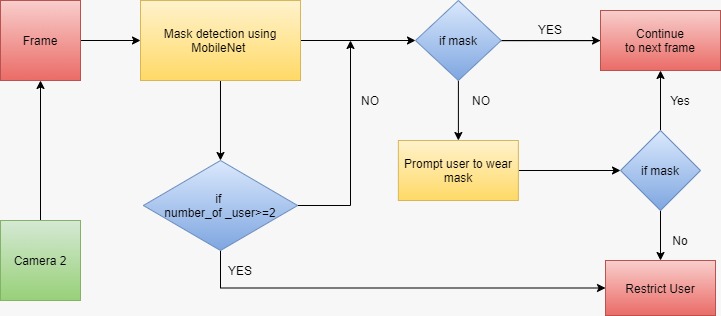 Frame
Mask detection using
MobileNet
if mask
YES
Continue
to next frame
NO
NO
Yes
Prompt user to wear
mask
if mask
if
number_of _user>=2
Camera 2
YES
No
Restrict User